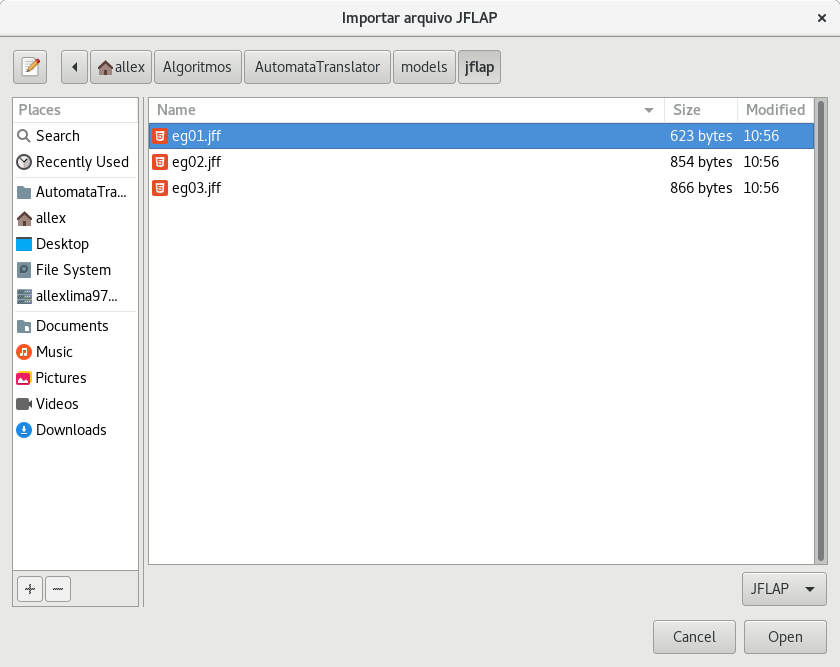 Importar arquivo JFLAP
allex Algoritmos AutomataTranslator models jflap
Places
Search
Recently Used
AutomataTra...
allex
Desktop
File System
allexlima97...
Documents
Music
Pictures
Videos
Downloads
Name Size Modified
eg01.jff 623 bytes 10:56
eg02.jff 854 bytes 10:56
eg03.jff 866 bytes 10:56
JFLAP
Cancel Open